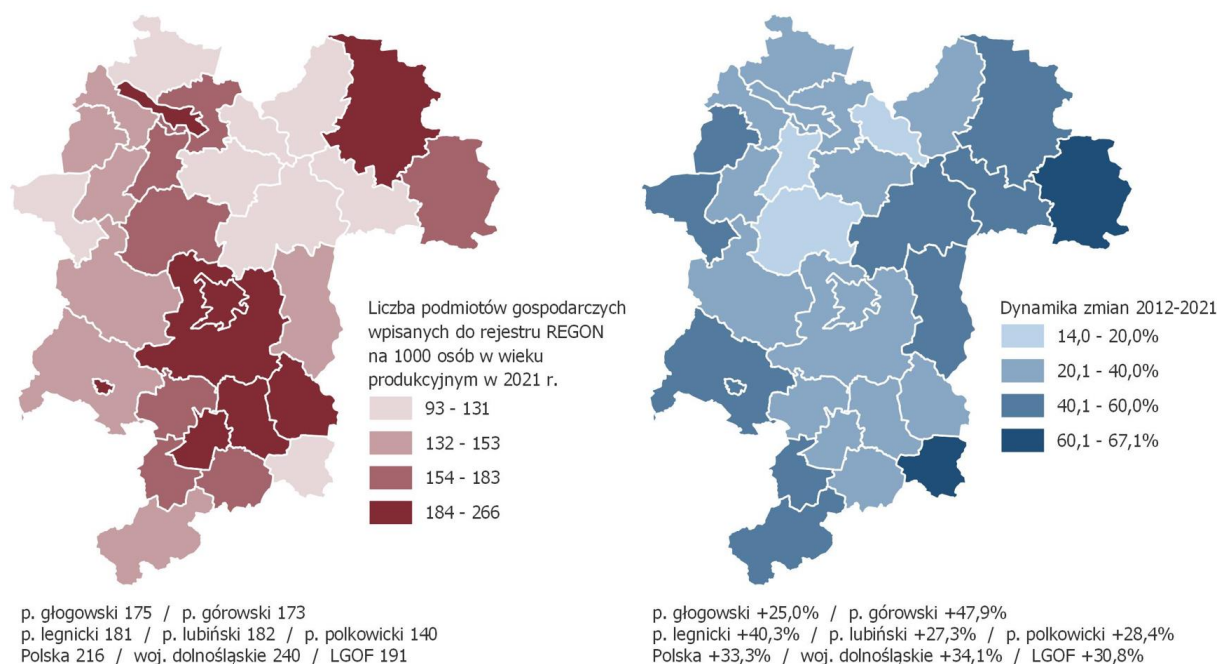 Liczba podmiotów gospodarczych
wpisanych do rejestru REGON
na 1000 osób w wieku
produkcyjnym w 2021 r.
93 - 131
132 - 153
154 - 183
184 - 266
p. głogowski 175 / p. górowski 173
p. legnicki 181 / p. lubiński 182 / p. polkowicki 140
Polska 216 / woj. dolnośląskie 240 / LGOF 191
Dynamika zmian 2012-2021
14,0 - 20,0%
20,1 - 40,0%
40,1 - 60,0%
60,1 - 67,1%
p. głogowski +25,0% / p. górowski +47,9%
p. legnicki +40,3% / p. lubiński +27,3% / p. polkowicki +28,4%
Polska +33,3% / woj. dolnośląskie +34,1% / LGOF +30,8%